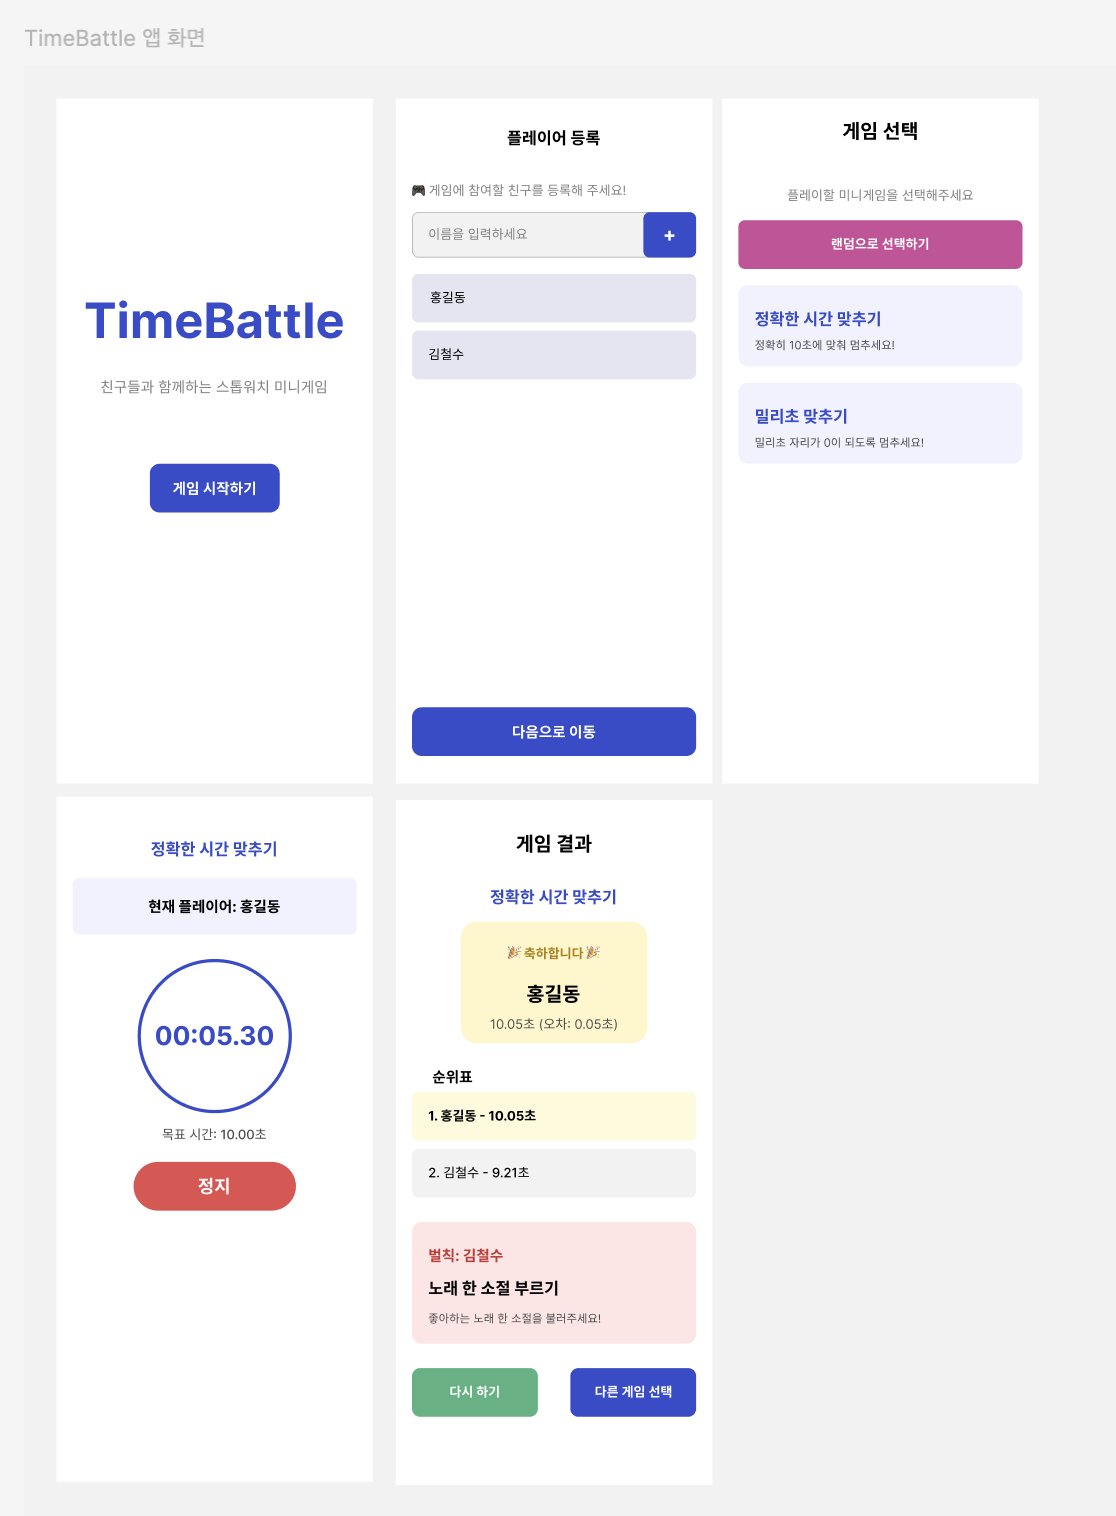 TimeBattle 앱 화면
TimeBattle
친구들과 함께하는 스톱워치 미니게임
게임 시작하기
플레이어 등록
🎮 게임에 참여할 친구를 등록해 주세요!
이름을 입력하세요
+
홍길동
김철수
다음으로 이동
게임 선택
플레이할 미니게임을 선택해주세요
랜덤으로 선택하기
정확한 시간 맞추기
정확히 10초에 맞춰 멈추세요!
밀리초 맞추기
밀리초 자리가 0이 되도록 멈추세요!
정확한 시간 맞추기
현재 플레이어: 홍길동
00:05.30
목표 시간: 10.00초
정지
게임 결과
정확한 시간 맞추기
🎉 축하합니다 🎉
홍길동
10.05초 (오차: 0.05초)
순위표
1. 홍길동 - 10.05초
2. 김철수 - 9.21초
벌칙: 김철수
노래 한 소절 부르기
좋아하는 노래 한 소절을 불러주세요!
다시 하기
다른 게임 선택